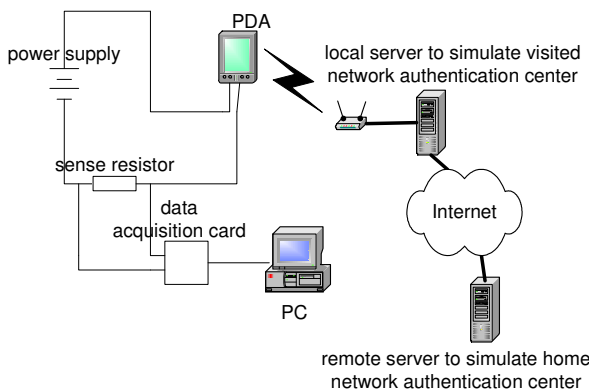 PDA
power supply
local server to simulate visited
network authentication center
sense resistor
data
acquisition card
Internet
PC
remote server to simulate home
network authentication center